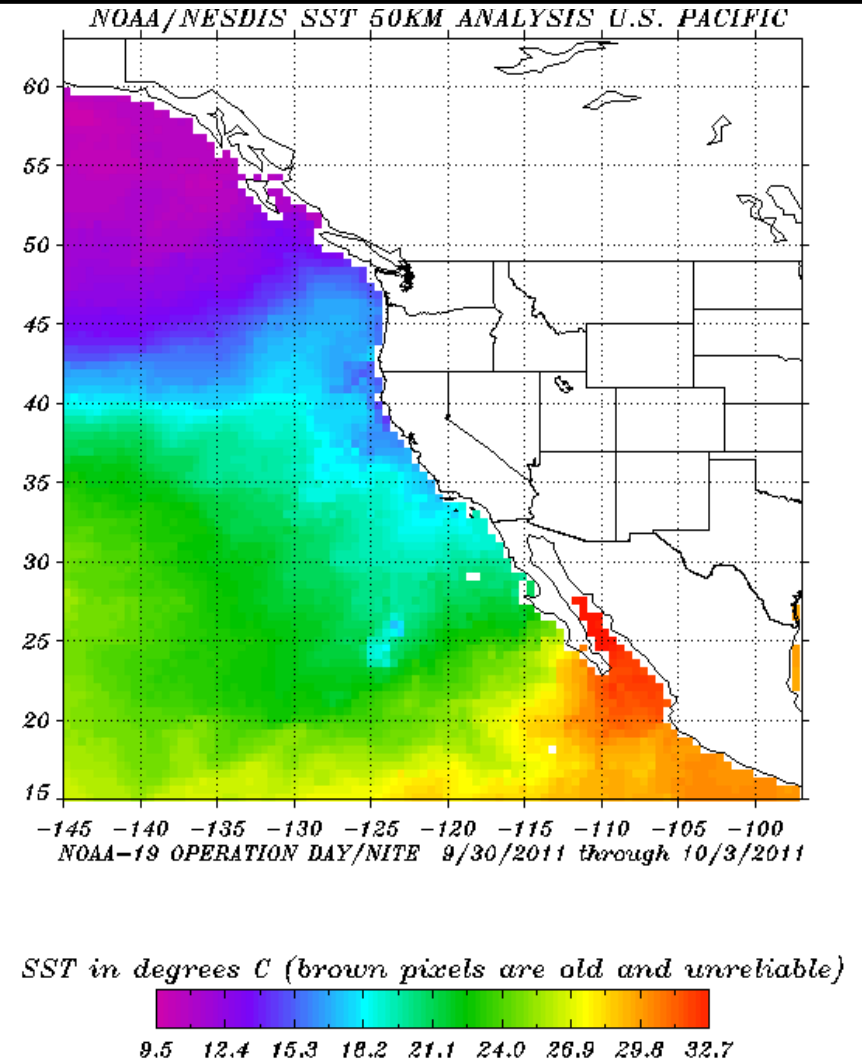 NOAA/NESDIS SST 50KM ANALYSIS U.S. PACIFIC
60
55
50
45
40
35
30
25
20
15
-145 -140 -135 -130 -125 -120 -115 -110 -105 -100
NOAA-19 OPERATION DAY/NITE 9/30/2011 through 10/3/2011
SST in degrees C (brown pixels are old and unreliable)
9.5 12.4 15.3 18.2 21.1 24.0 26.9 29.8 32.7